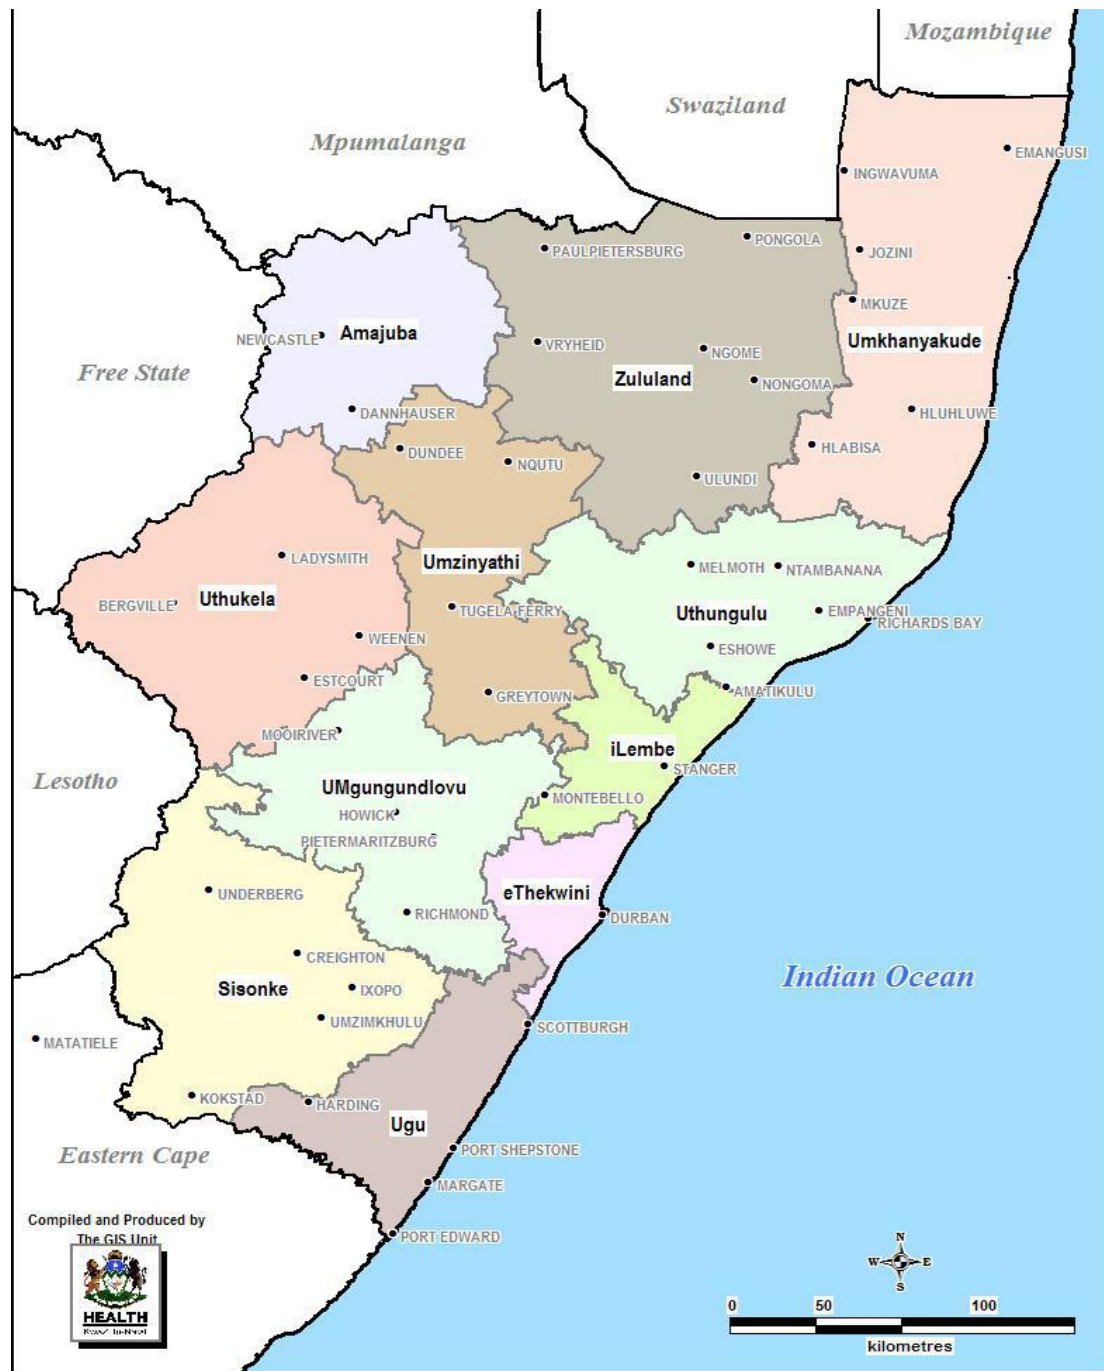 Mozambique
Swaziland
Mpumalanga
EMANGUSI
INGWAVUMA
PONGOLA
PAULPIETERSBURG
JOZINI
MKUZE
Amajuba
NEWCASTLE
Umkhanyakude
VRYHEID
NGOME
Free State
Zululand
NONGOMA
DANNHAUSER
HLUHLUWE
HLABISA
DUNDEE
NQUTU
ULUNDI
LADYSMITH
Umzinyathi
MELMOTH
NTAMBANANA
Uthukela
BERGVILLE
TUGELA FERRY
Uthungulu
EMPANGENI
RICHARDS BAY
WEENEN
ESHOWE
ESTCOURT
GREYTOWN
AMATIKULU
MOOIRIVER
iLembe
STANGER
Lesotho
UMgungundlovu
MONTEBELLO
HOWICK
PIETERMARITZBURG
UNDERBERG
eThekwini
RICHMOND
DURBAN
CREIGHTON
Indian Ocean
Sisonke
IXOPO
UMZIMKHULU
SCOTTBURGH
MATATIELE
KOKSTAD
HARDING
Ugu
Eastern Cape
PORT SHEPSTONE
MARGATE
PORT EDWARD
Compiled and Produced by
The GIS Unit
HEALTH
KwaZulu-Natal
N
W E
S
0 50 100
kilometres